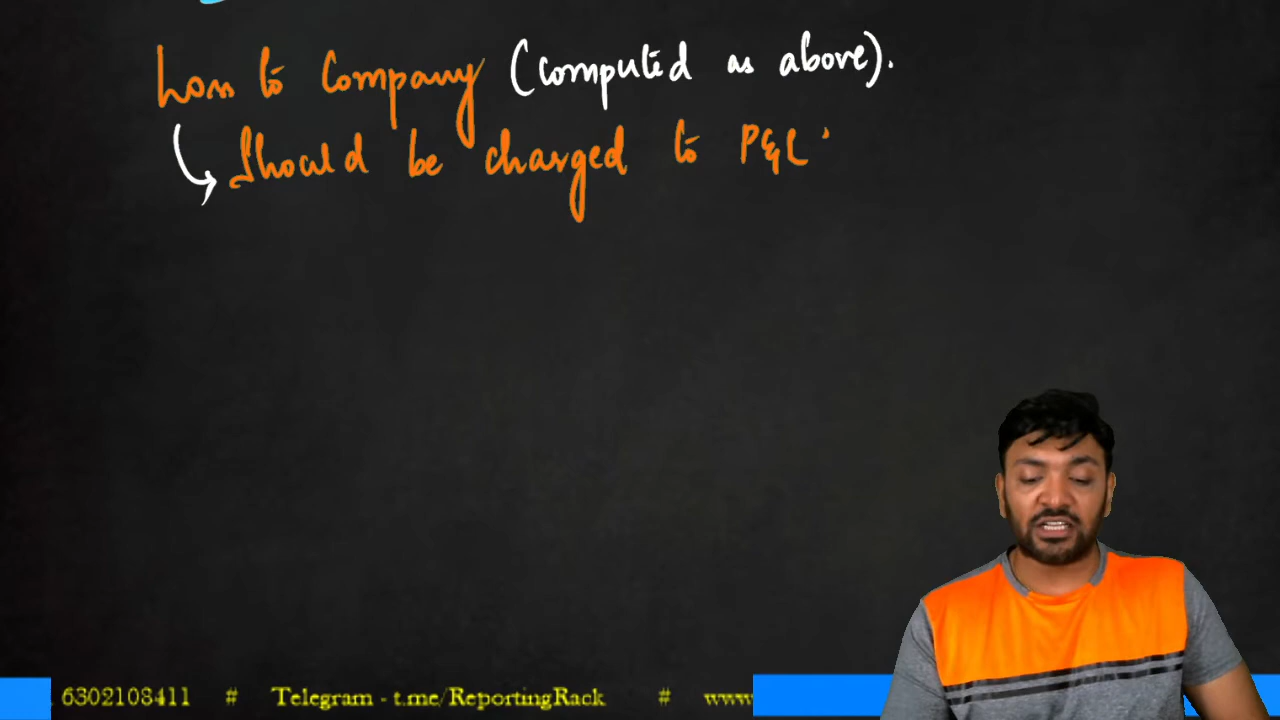 Loss to Company (computed as above).
Should be charged to P&L
6302108411 # Telegram - t.me/ReportingRack # www